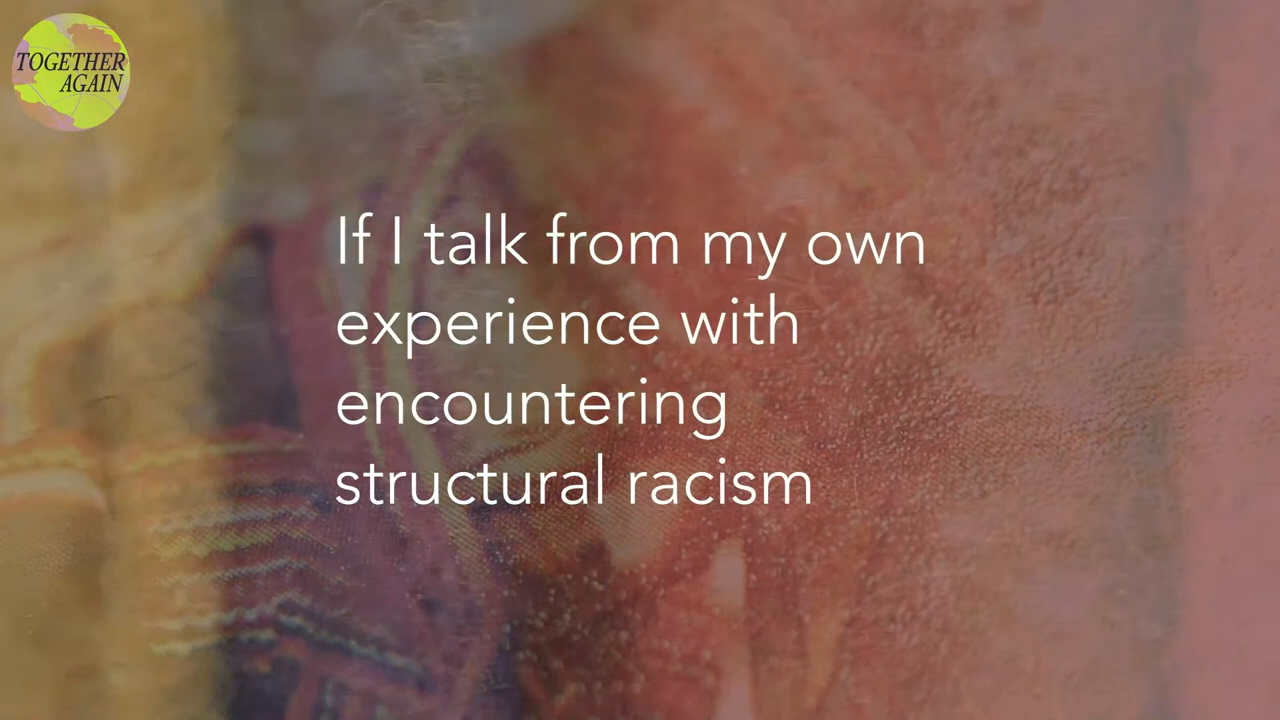 TOGETHER
AGAIN
If I talk from my own
experience with
encountering
structural racism